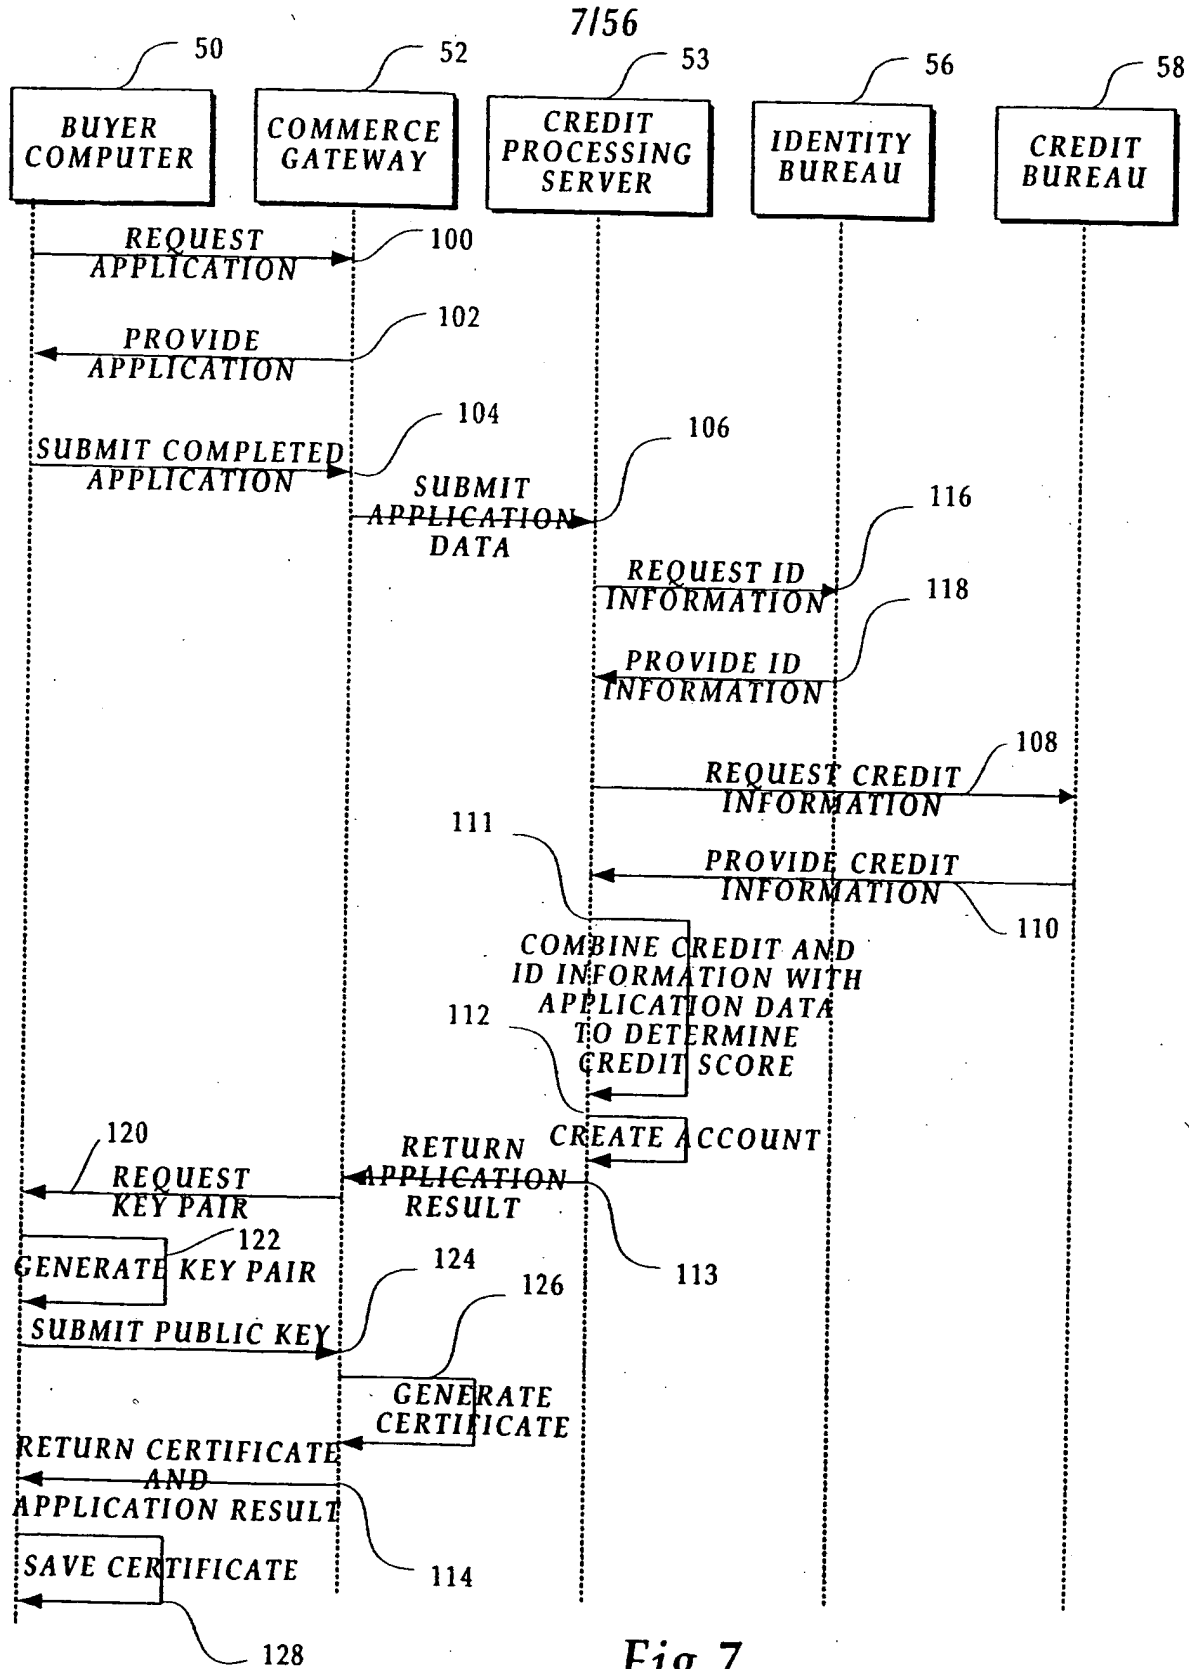 7/56
50
52
53
56
58
BUYER
COMPUTER
COMMERCE
GATEWAY
CREDIT
PROCESSING
SERVER
IDENTITY
BUREAU
CREDIT
BUREAU
REQUEST
APPLICATION
100
PROVIDE
APPLICATION
102
SUBMIT COMPLETED
APPLICATION
104
SUBMIT
APPLICATION
DATA
106
REQUEST ID
INFORMATION
116
PROVIDE ID
INFORMATION
118
REQUEST CREDIT
INFORMATION
108
111
PROVIDE CREDIT
INFORMATION
110
COMBINE CREDIT AND
ID INFORMATION WITH
APPLICATION DATA
TO DETERMINE
CREDIT SCORE
112
CREATE ACCOUNT
RETURN
APPLICATION
RESULT
113
120
REQUEST
KEY PAIR
122
GENERATE KEY PAIR
124
SUBMIT PUBLIC KEY
126
GENERATE
CERTIFICATE
RETURN CERTIFICATE
AND
APPLICATION RESULT
114
SAVE CERTIFICATE
128
Fig. 7